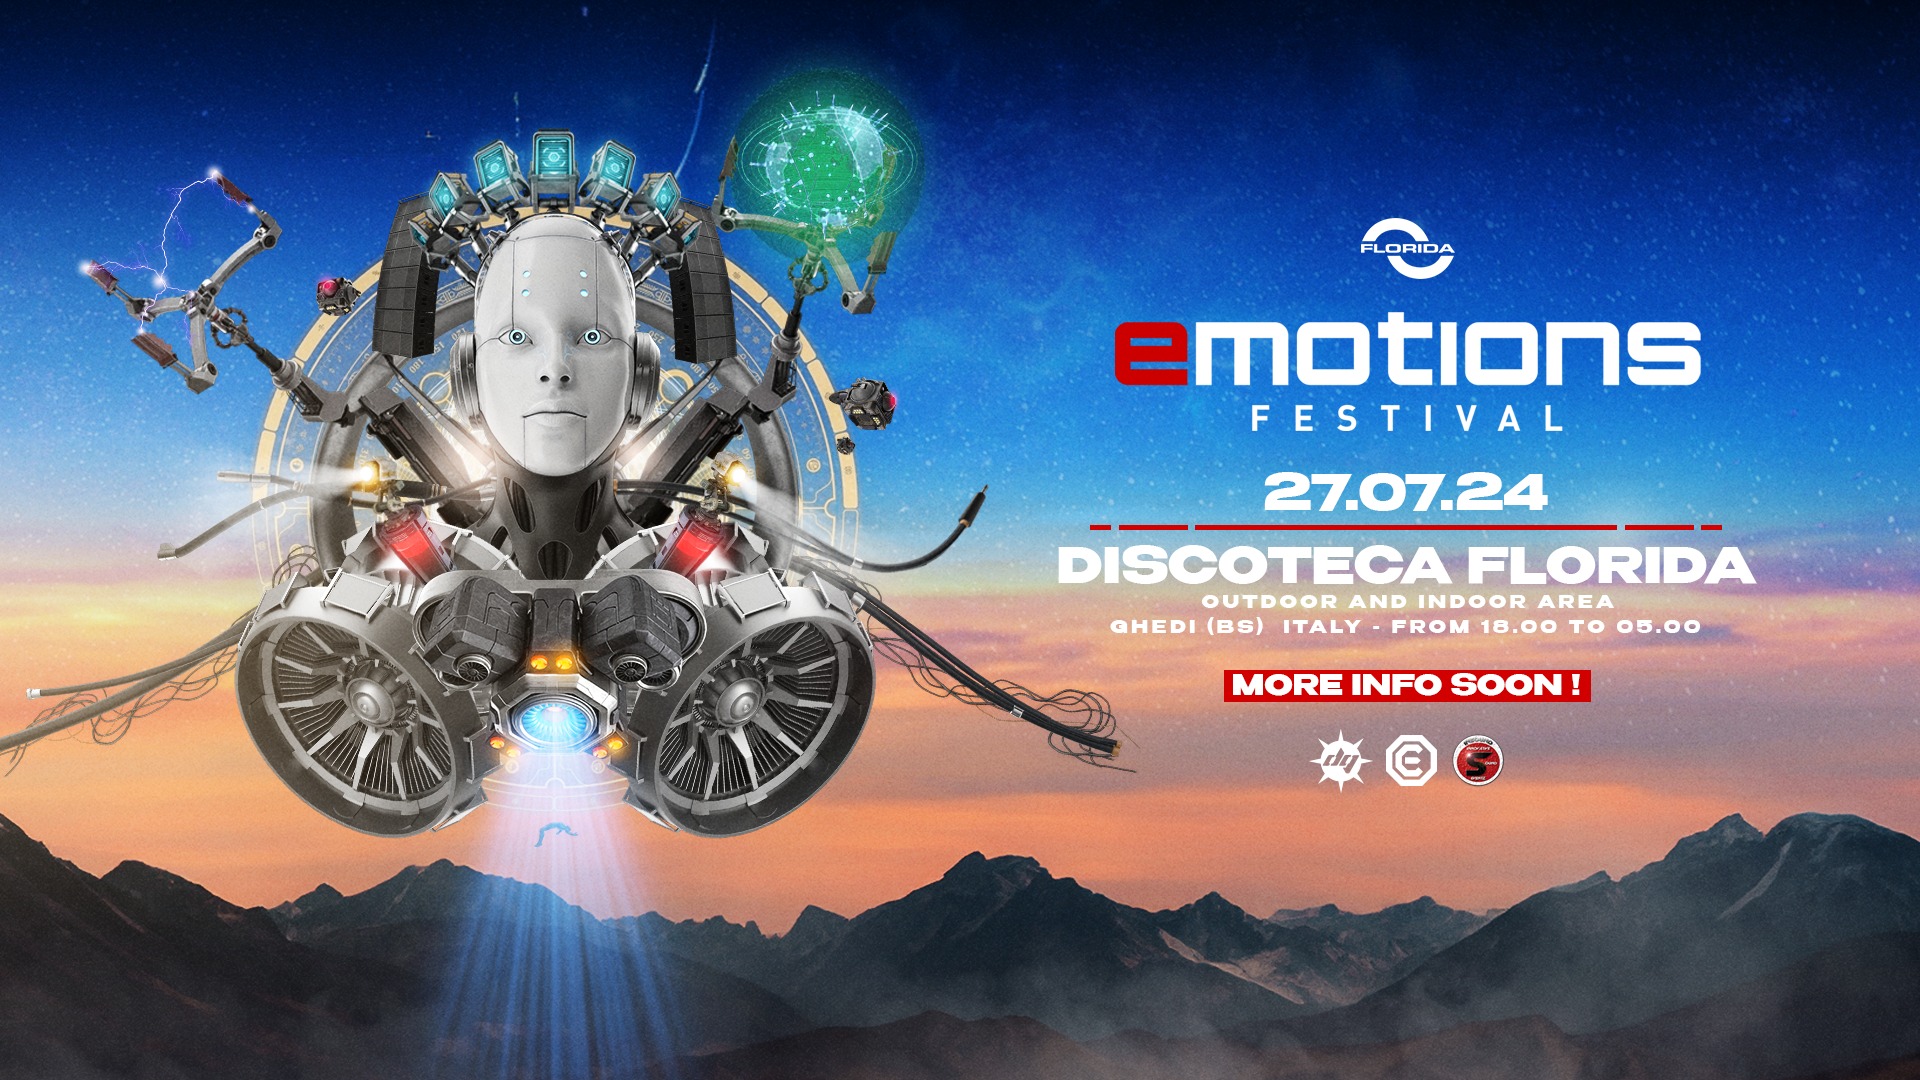 FLORIDA
emotions
FESTIVAL
27.07.24
DISCOTECA FLORIDA
OUTDOOR AND INDOOR AREA
GHEDI (BS) ITALY - FROM 18.00 TO 05.00
MORE INFO SOON !
dq